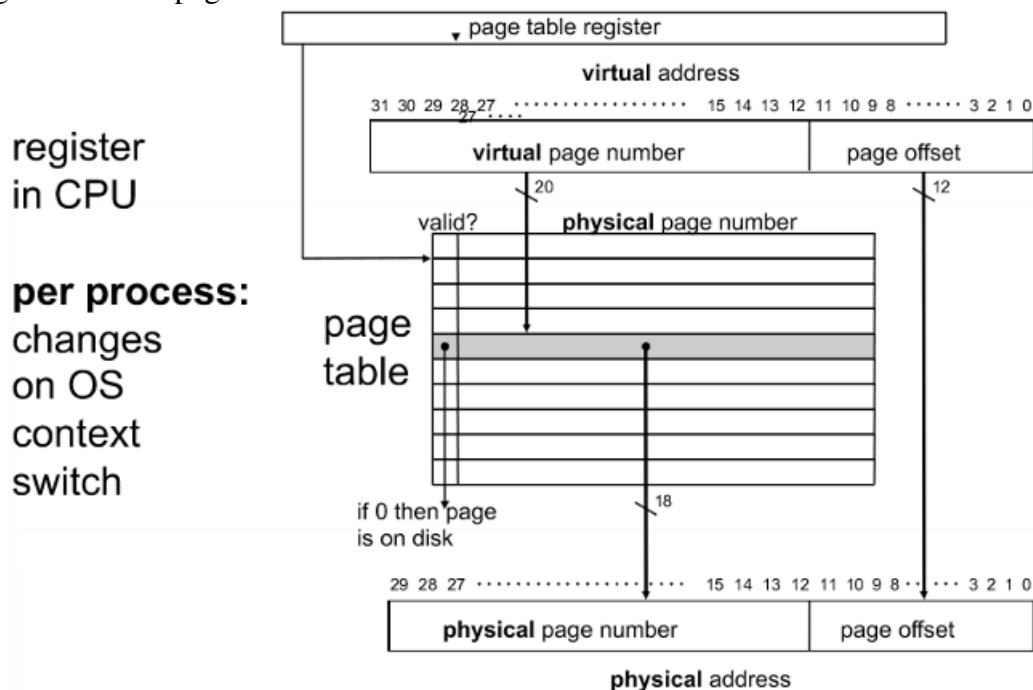 page table register
virtual address
31 30 29 28 27 ·················· 15 14 13 12 11 10 9 8 ······ 3 2 1 0
27 ····
virtual page number page offset
20 12
register
in CPU
per process:
changes
on OS
context
switch
valid? physical page number
page
table
18
if 0 then page
is on disk
29 28 27 ····················· 15 14 13 12 11 10 9 8 ······ 3 2 1 0
physical page number page offset
physical address